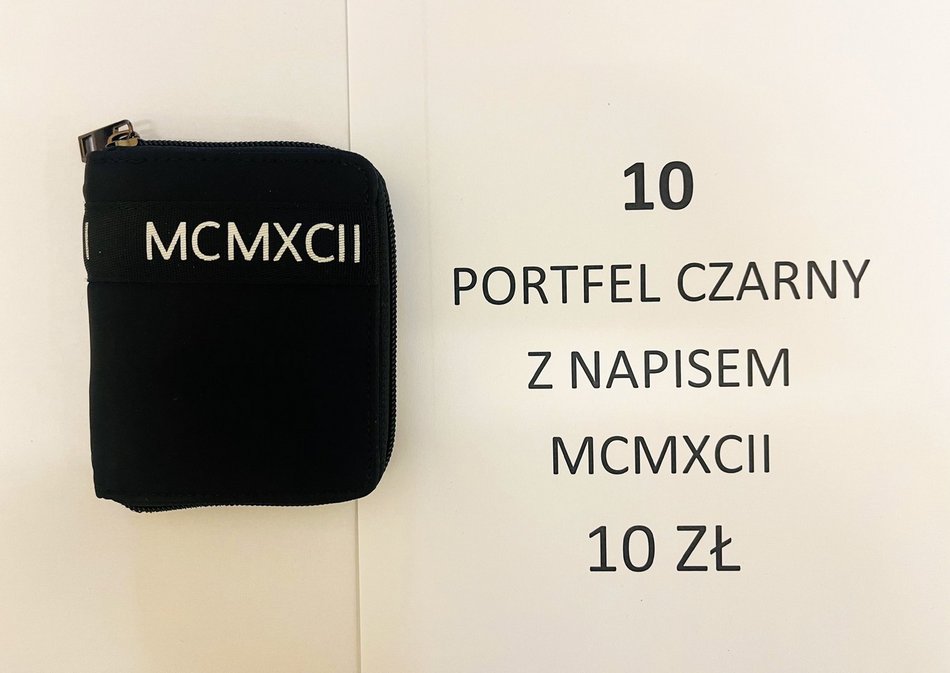 MCMXCII
10
PORTFEL CZARNY
Z NAPISEM
MCMXCII
10 ZŁ